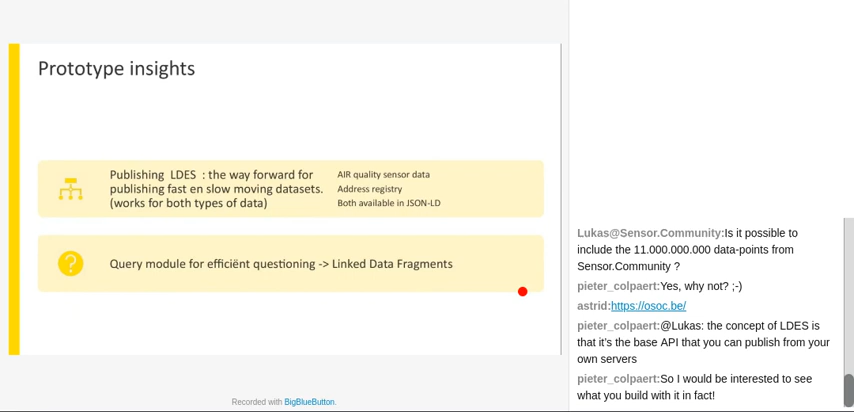 Prototype insights
Publishing  LDES  : the way forward for
publishing fast en slow moving datasets.
(works for both types of data)
AIR quality sensor data
Address registry
Both available in JSON-LD
Query module for efficiënt questioning -> Linked Data Fragments
Recorded with BigBlueButton.
Lukas@Sensor.Community:Is it possible to
include the 11.000.000.000 data-points from
Sensor.Community ?
pieter_colpaert:Yes, why not? ;-)
astrid:https://osoc.be/
pieter_colpaert:@Lukas: the concept of LDES is
that it's the base API that you can publish from your
own servers
pieter_colpaert:So I would be interested to see
what you build with it in fact!